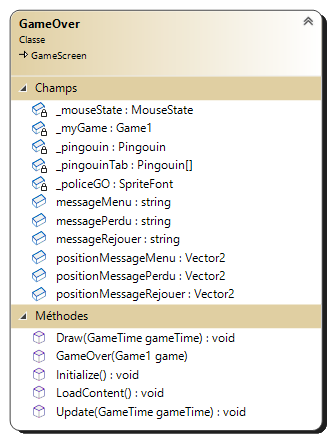 GameOver
Classe
GameScreen
Champs
_mouseState : MouseState
_myGame : Game1
_pingouin : Pingouin
_pingouinTab : Pingouin[]
_policeGO : SpriteFont
messageMenu : string
messagePerdu : string
messageRejouer : string
positionMessageMenu : Vector2
positionMessagePerdu : Vector2
positionMessageRejouer : Vector2
Méthodes
Draw(GameTime gameTime) : void
GameOver(Game1 game)
Initialize() : void
LoadContent() : void
Update(GameTime gameTime) : void